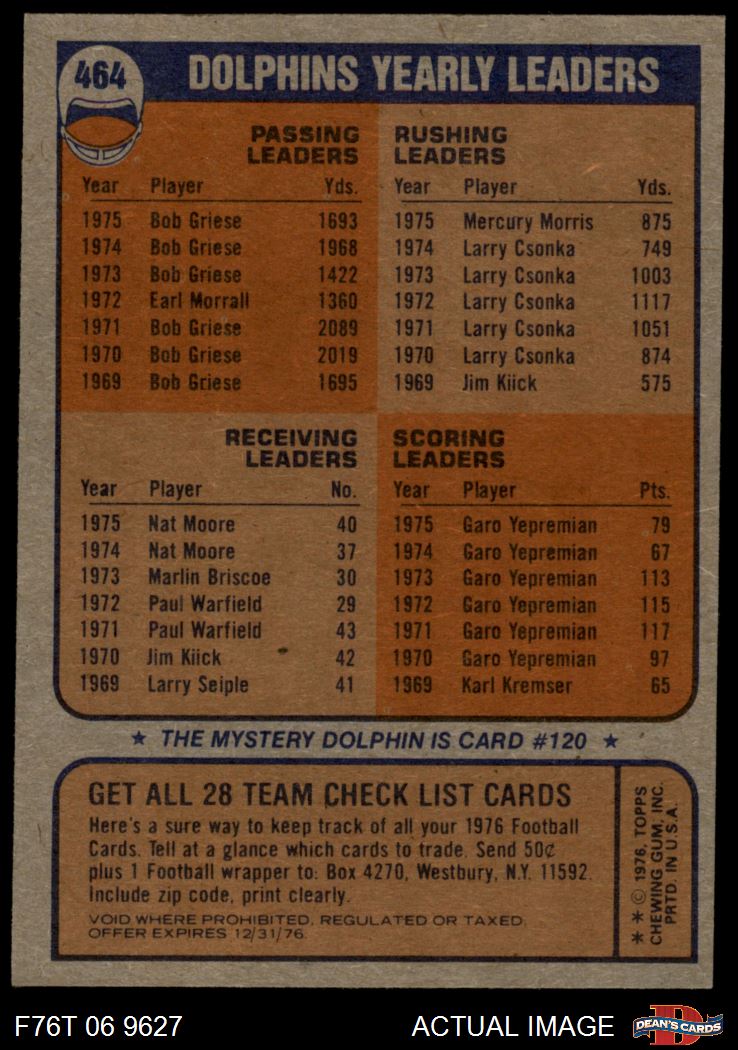 464
DOLPHINS YEARLY LEADERS
PASSING
LEADERS
Year Player Yds.
1975 Bob Griese 1693
1974 Bob Griese 1968
1973 Bob Griese 1422
1972 Earl Morrall 1360
1971 Bob Griese 2089
1970 Bob Griese 2019
1969 Bob Griese 1695
RUSHING
LEADERS
Year Player Yds.
1975 Mercury Morris 875
1974 Larry Csonka 749
1973 Larry Csonka 1003
1972 Larry Csonka 1117
1971 Larry Csonka 1051
1970 Larry Csonka 874
1969 Jim Kiick 575
RECEIVING
LEADERS
Year Player No.
1975 Nat Moore 40
1974 Nat Moore 37
1973 Marlin Briscoe 30
1972 Paul Warfield 29
1971 Paul Warfield 43
1970 Jim Kiick 42
1969 Larry Seiple 41
SCORING
LEADERS
Year Player Pts.
1975 Garo Yepremian 79
1974 Garo Yepremian 67
1973 Garo Yepremian 113
1972 Garo Yepremian 115
1971 Garo Yepremian 117
1970 Garo Yepremian 97
1969 Karl Kremser 65
★ THE MYSTERY DOLPHIN IS CARD #120 ★
GET ALL 28 TEAM CHECK LIST CARDS
Here's a sure way to keep track of all your 1976 Football
Cards. Tell at a glance which cards to trade. Send 50¢
plus 1 Football wrapper to: Box 4270, Westbury, N.Y. 11592.
Include zip code, print clearly.
VOID WHERE PROHIBITED, REGULATED OR TAXED.
OFFER EXPIRES 12/31/76.
★★ © 1976, TOPPS
CHEWING GUM, INC.
PRTD. IN U.S.A.
F76T 06 9627
ACTUAL IMAGE
D
DEAN'S CARDS